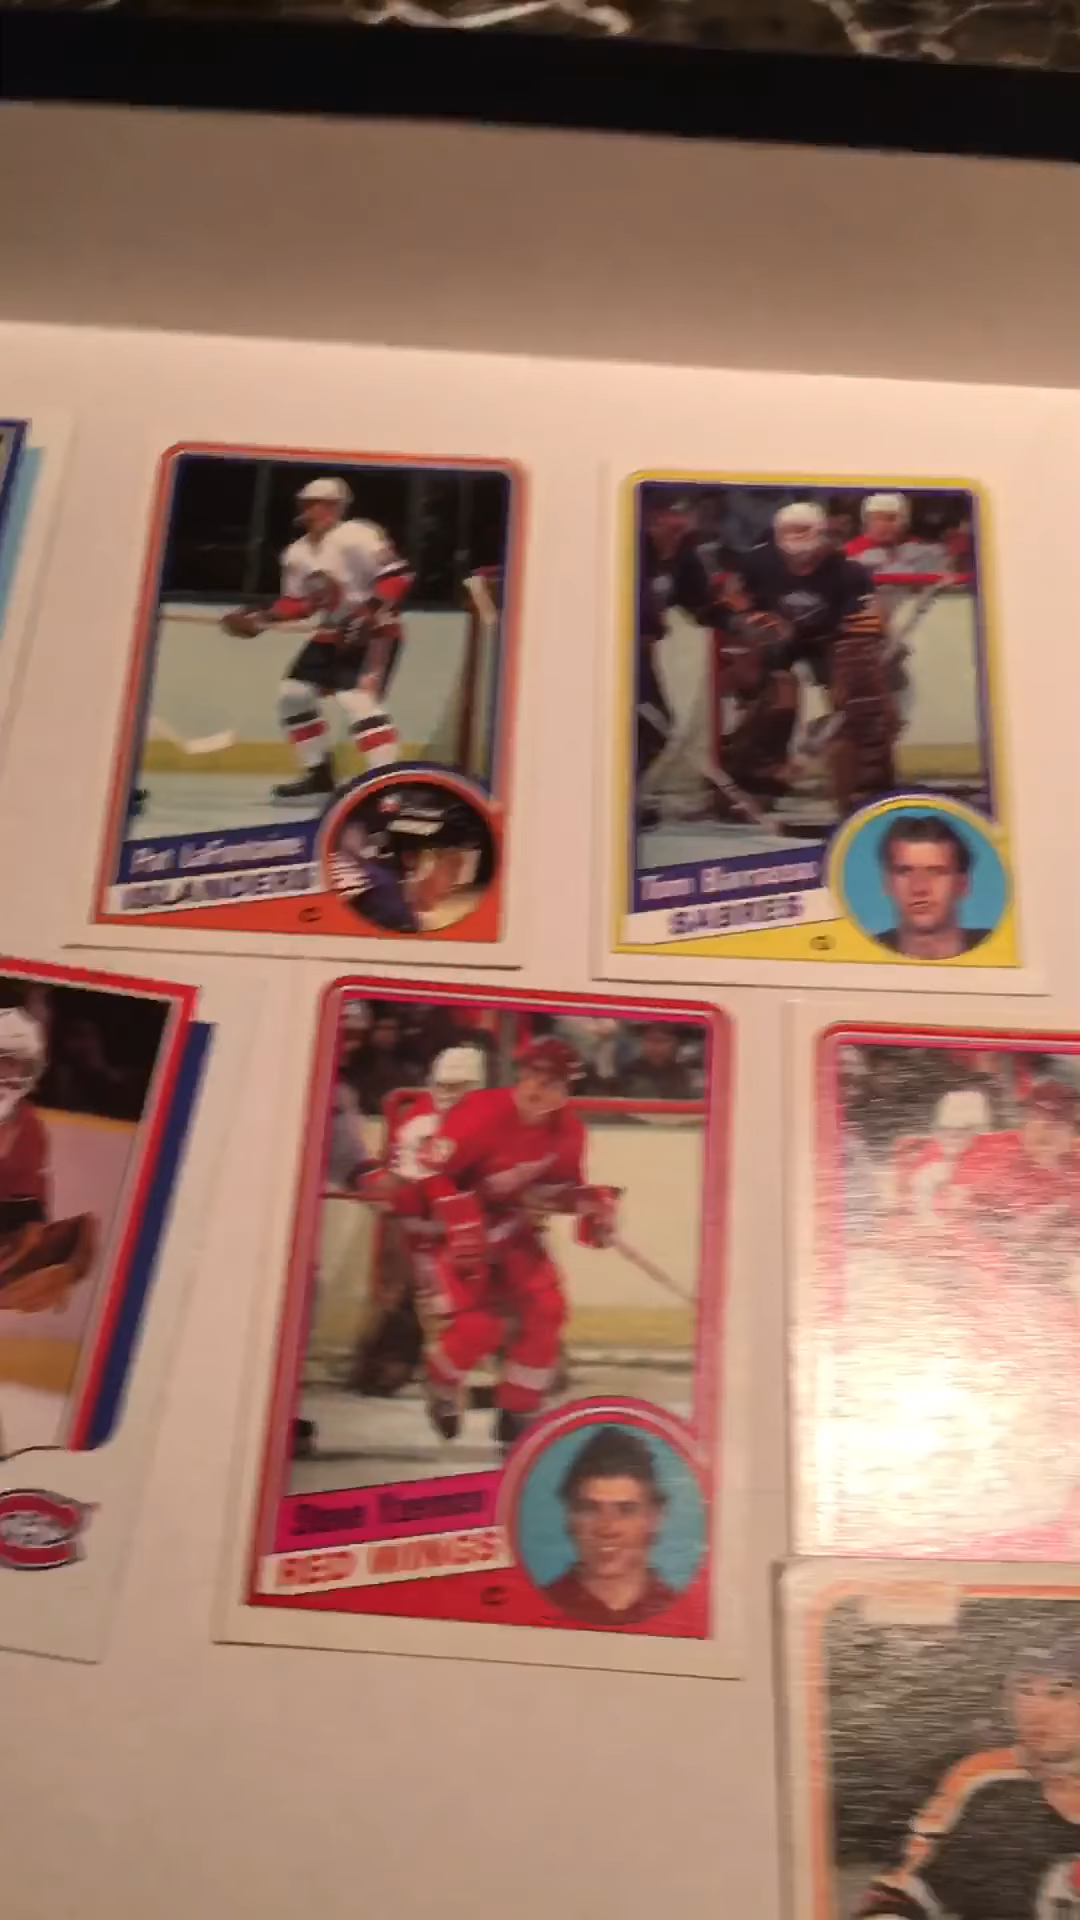 Pat LaFontaine
ISLANDERS
C
Tom Barrasso
SABRES
G
Steve Yzerman
RED WINGS
C